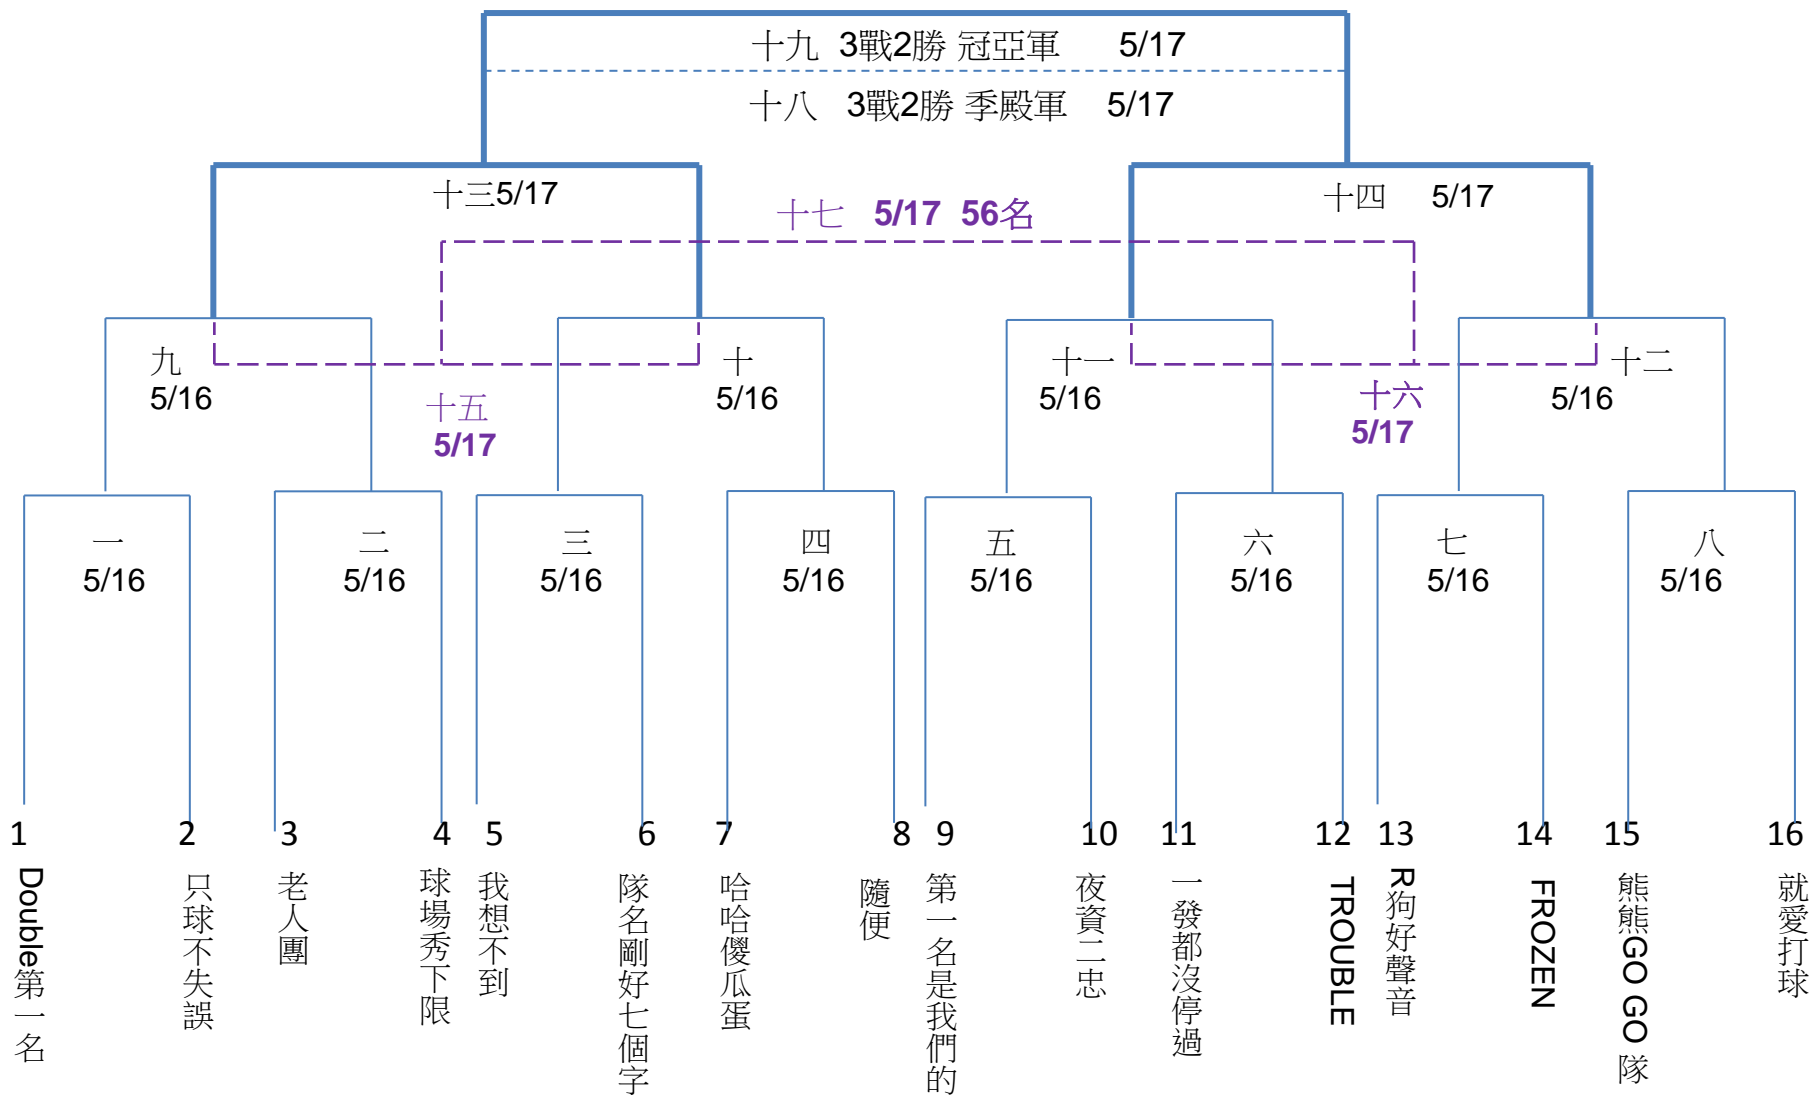 十九 3戰2勝 冠亞軍 5/17
十八 3戰2勝 季殿軍 5/17
十三5/17
十四 5/17
十七 5/17 56名
九
5/16
十
5/16
十一
5/16
十二
5/16
十五
5/17
十六
5/17
一
5/16
二
5/16
三
5/16
四
5/16
五
5/16
六
5/16
七
5/16
八
5/16
1
2
3
4
5
6
7
8
9
10
11
12
13
14
15
16
Double第一名
只球不失誤
老人團
球場秀下限
我想不到
隊名剛好七個字
哈哈儍瓜蛋
隨便
第一名是我們的
夜資二忠
一發都沒停過
TROUBLE
R狗好聲音
FROZEN
熊熊GO GO 隊
就愛打球